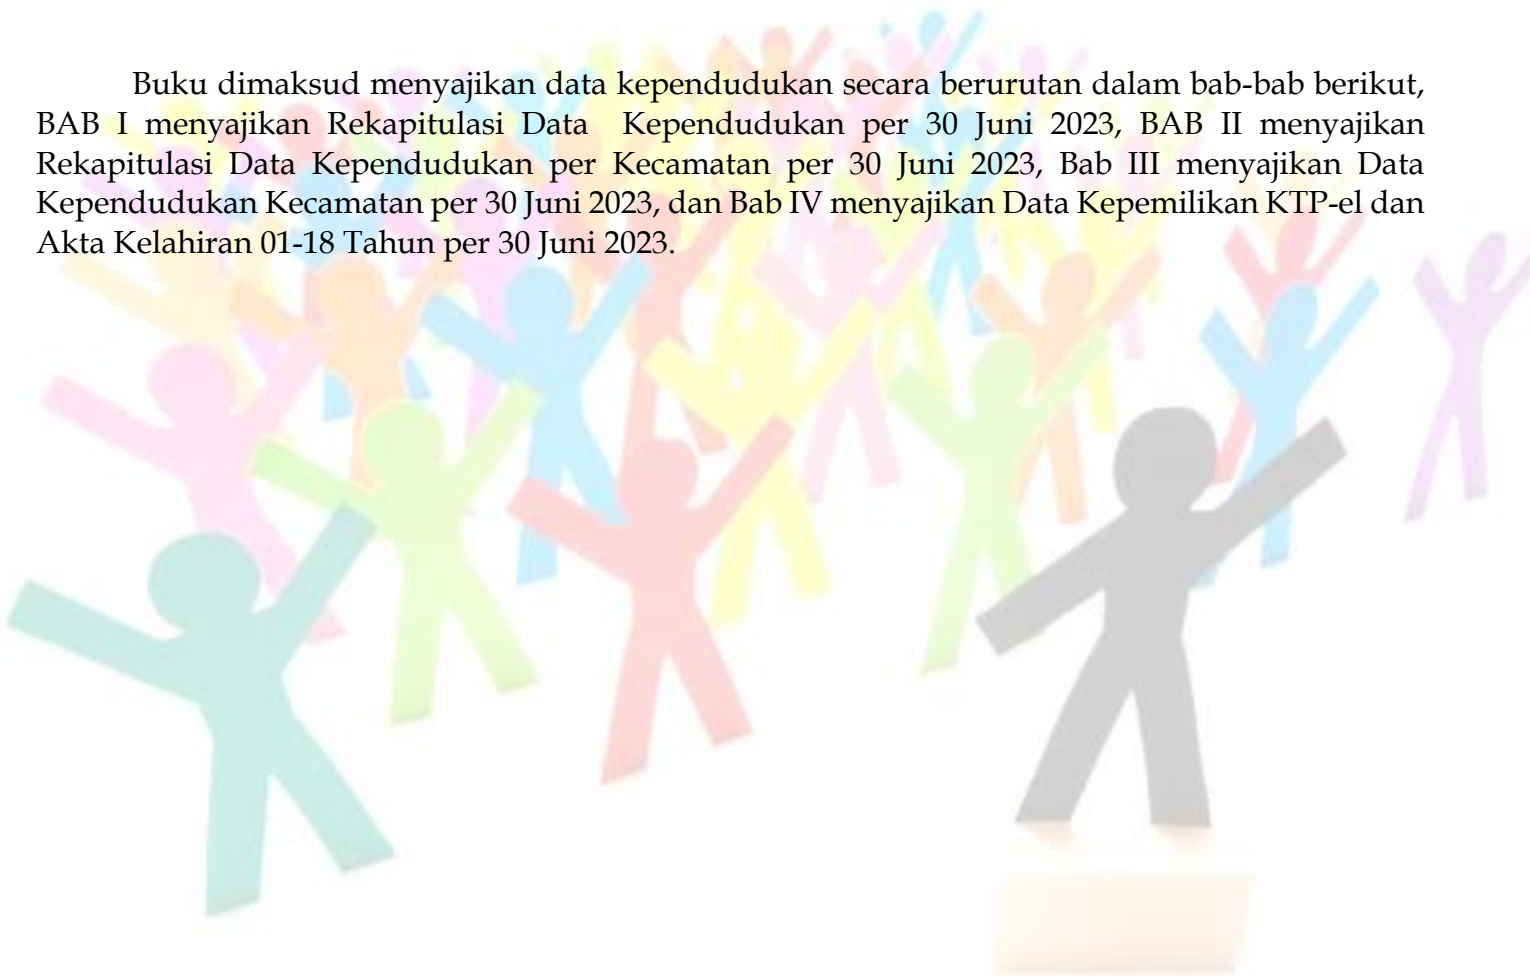 Buku dimaksud menyajikan data kependudukan secara berurutan dalam bab-bab berikut,
BAB I menyajikan Rekapitulasi Data Kependudukan per 30 Juni 2023, BAB II menyajikan
Rekapitulasi Data Kependudukan per Kecamatan per 30 Juni 2023, Bab III menyajikan Data
Kependudukan Kecamatan per 30 Juni 2023, dan Bab IV menyajikan Data Kepemilikan KTP-el dan
Akta Kelahiran 01-18 Tahun per 30 Juni 2023.